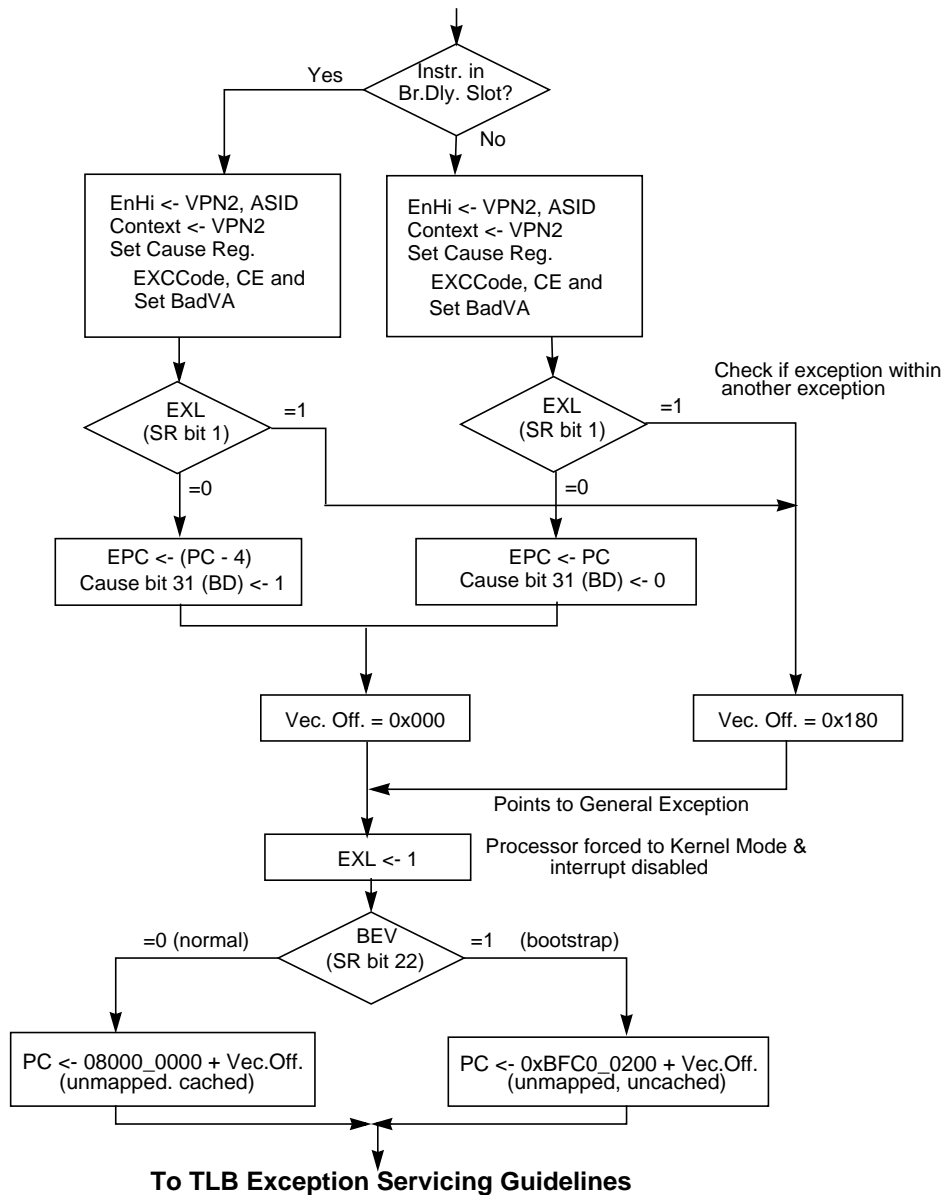 Instr. in
Br.Dly. Slot?
Yes
No
EnHi <- VPN2, ASID
Context <- VPN2
Set Cause Reg.
EXCCode, CE and
Set BadVA
EnHi <- VPN2, ASID
Context <- VPN2
Set Cause Reg.
EXCCode, CE and
Set BadVA
Check if exception within
another exception
EXL
(SR bit 1)
=1
=0
EXL
(SR bit 1)
=1
=0
EPC <- (PC - 4)
Cause bit 31 (BD) <- 1
EPC <- PC
Cause bit 31 (BD) <- 0
Vec. Off. = 0x000
Vec. Off. = 0x180
Points to General Exception
EXL <- 1
Processor forced to Kernel Mode &
interrupt disabled
=0 (normal)
BEV
(SR bit 22)
=1 (bootstrap)
PC <- 08000_0000 + Vec.Off.
(unmapped. cached)
PC <- 0xBFC0_0200 + Vec.Off.
(unmapped, uncached)
To TLB Exception Servicing Guidelines